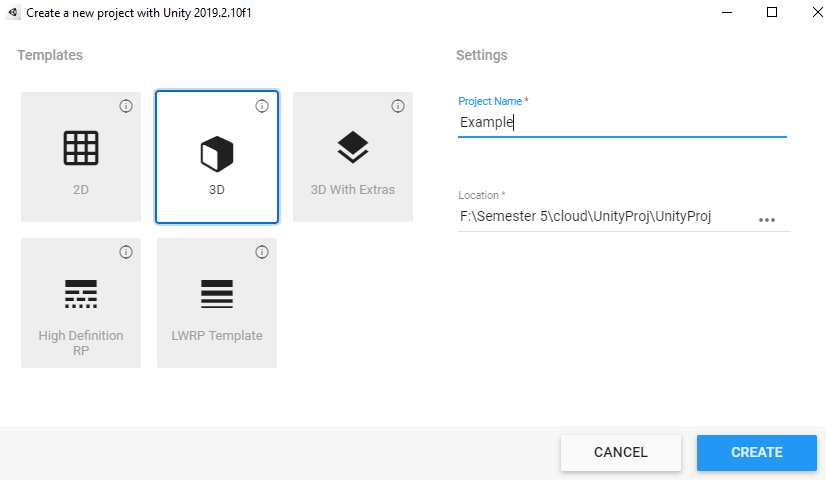 Create a new project with Unity 2019.2.10f1
Templates
Settings
2D
3D
3D With Extras
High Definition
RP
LWRP Template
Project Name *
Example
Location *
F:\Semester 5\cloud\UnityProj\UnityProj
CANCEL
CREATE